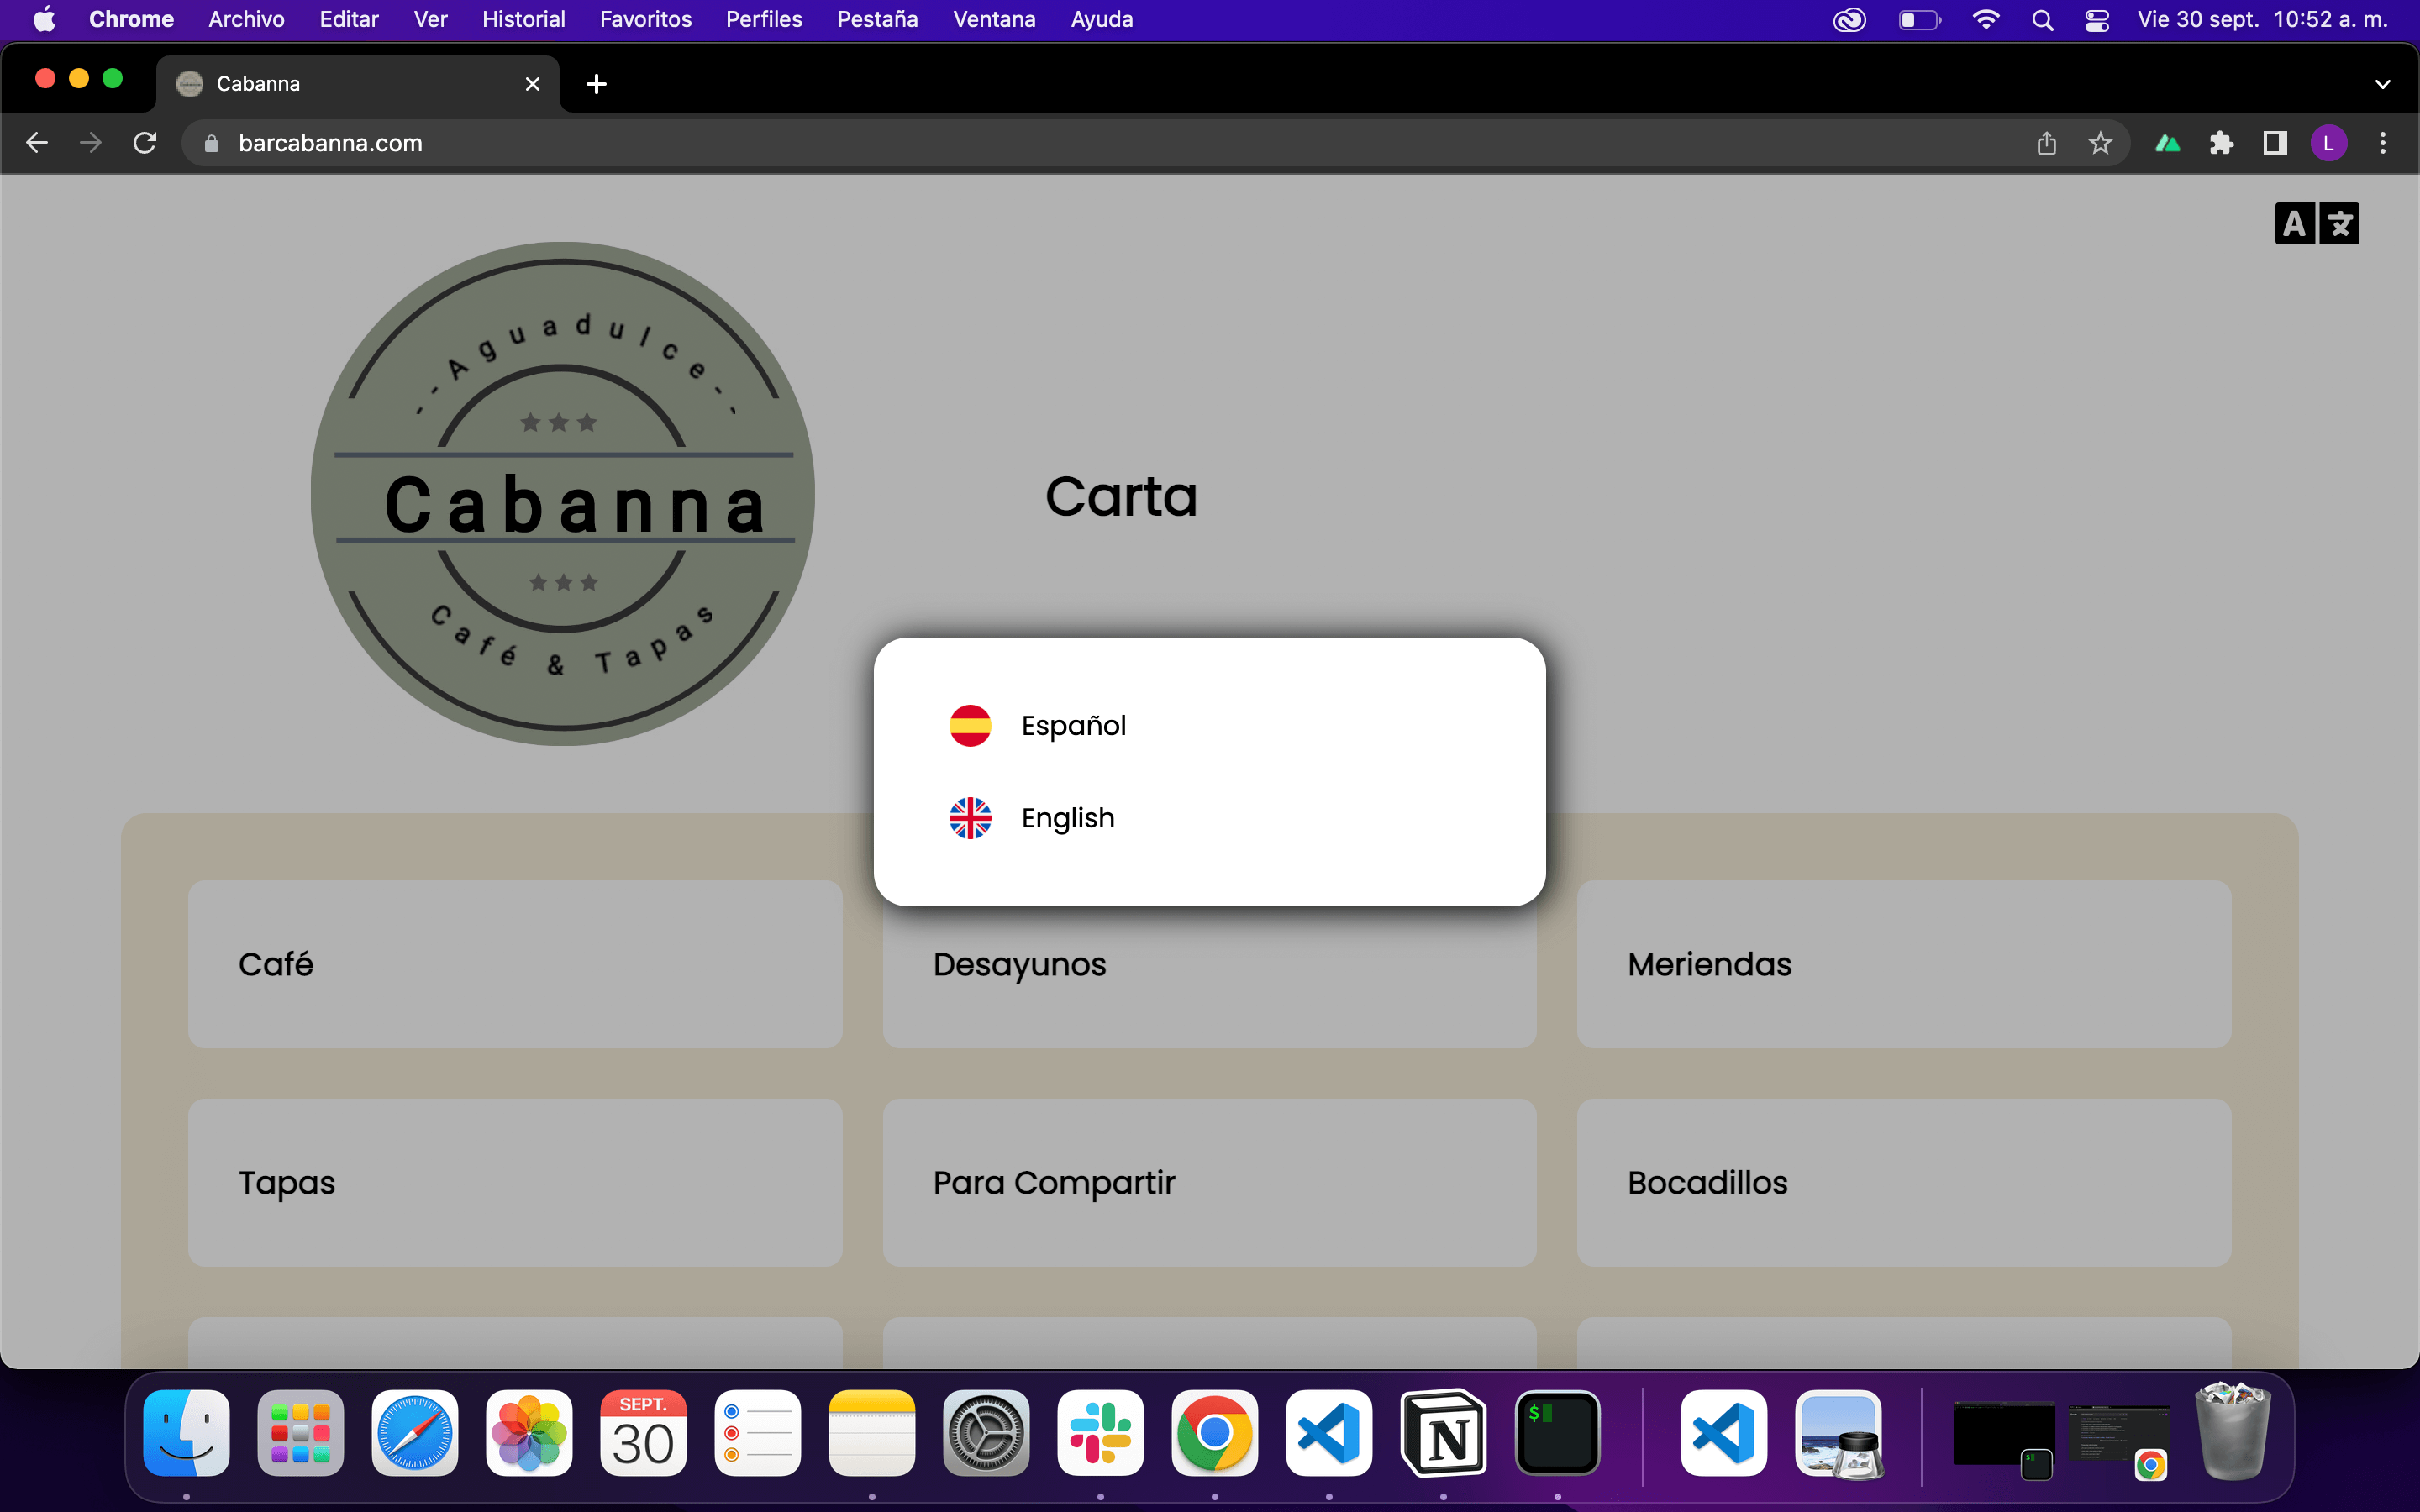 Chrome Archivo Editar Ver Historial Favoritos Perfiles Pestaña Ventana Ayuda Vie 30 sept. 10:52 a. m.
Cabanna
barcabanna.com
L
A
--Aguadulce--
Cabanna
Café & Tapas
Carta
Español
English
Café Desayunos Meriendas
Tapas Para Compartir Bocadillos
SEPT.
30
N
$